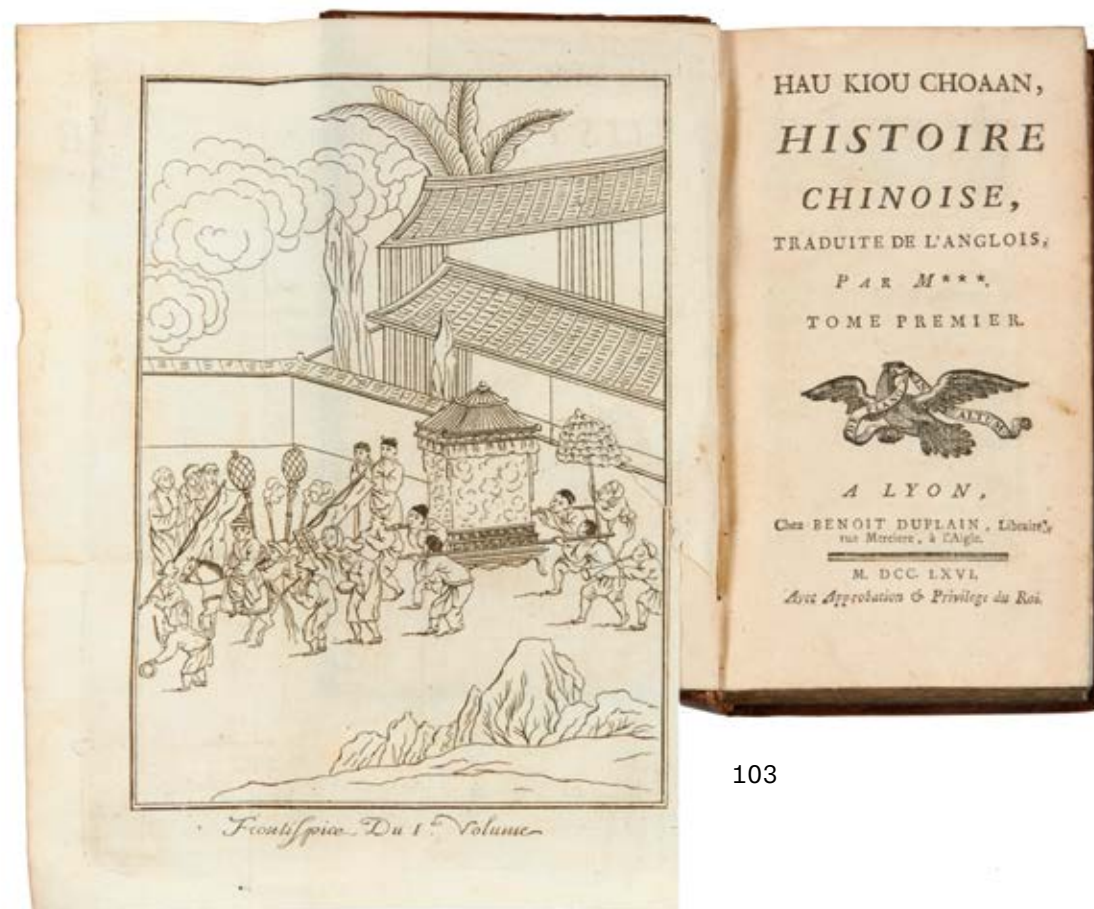 Frontispice Du 1.er Volume
HAU KIOU CHOAAN,
HISTOIRE
CHINOISE,
TRADUITE DE L'ANGLOIS,
PAR M***.
TOME PREMIER.
ALTUM
A LYON,
Chez BENOIT DUPLAIN, Libraire,
rue Merciere, à l'Aigle.
M. DCC. LXVI.
Avec Approbation & Privilege du Roi.
103